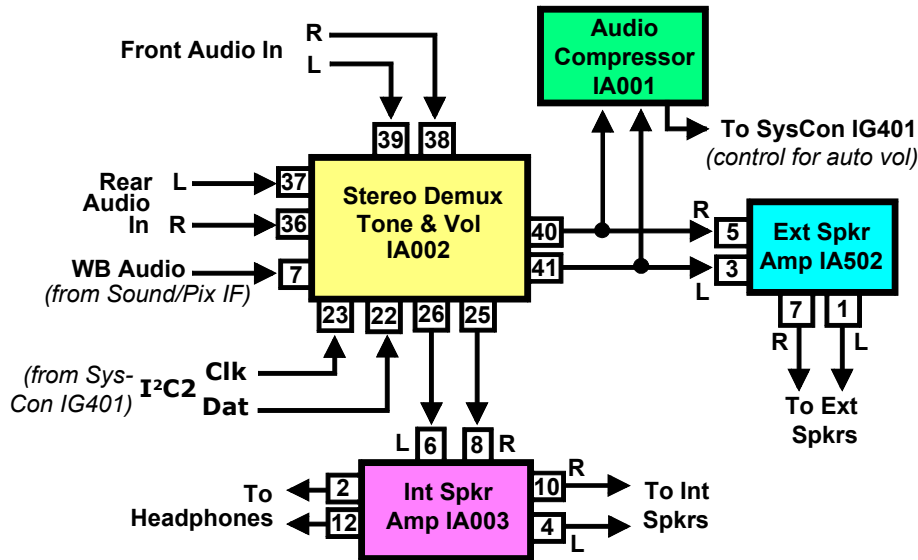 Front Audio In
R
L
39
38
Audio
Compressor
IA001
To SysCon IG401
(control for auto vol)
Rear
Audio
In
L
R
37
36
WB Audio
(from Sound/Pix IF)
7
Stereo Demux
Tone & Vol
IA002
40
41
R
L
5
3
Ext Spkr
Amp IA502
7
1
R
L
To Ext
Spkrs
23
22
26
25
(from Sys-
Con IG401)
I²C2
Clk
Dat
L
6
8
R
Int Spkr
Amp IA003
2
12
To
Headphones
10
4
R
L
To Int
Spkrs